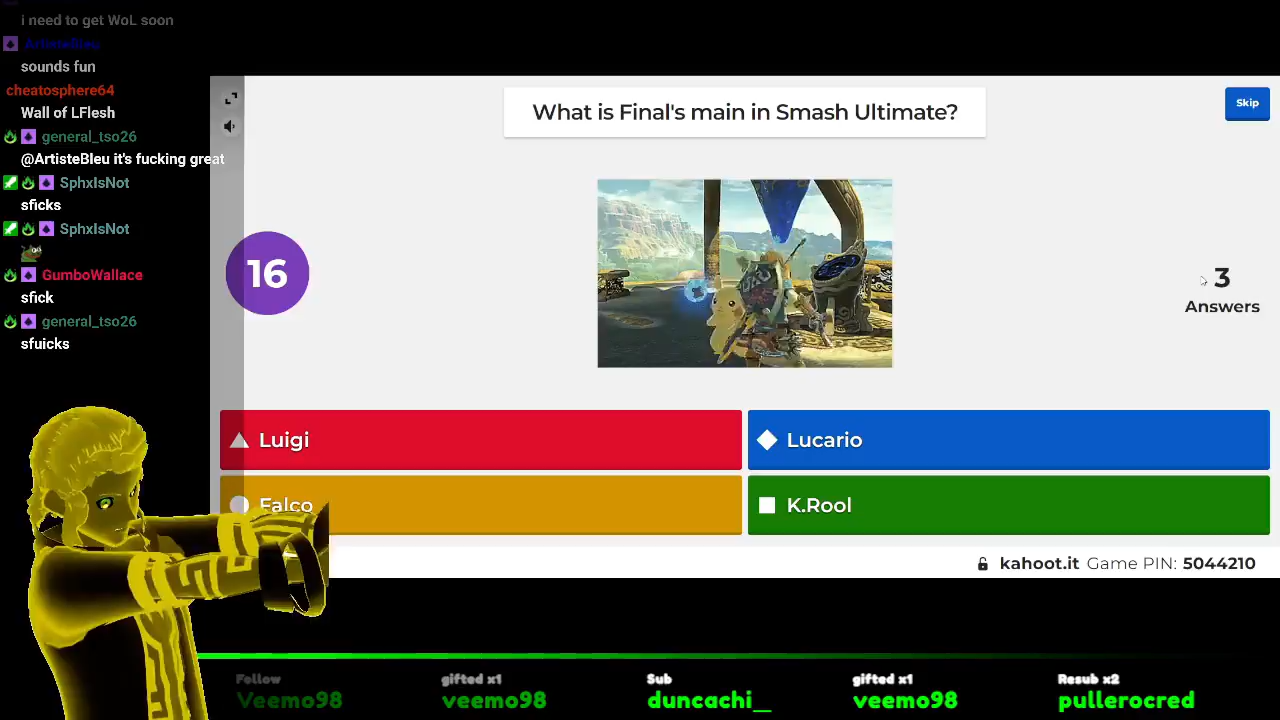 i need to get WoL soon
ArtisteBleu
sounds fun
cheatosphere64
Wall of LFlesh
general_tso26
@ArtisteBleu it's fucking great
SphxIsNot
sficks
SphxIsNot
GumboWallace
sfick
general_tso26
sfuicks
What is Final's main in Smash Ultimate?
Skip
16
3
Answers
Luigi
Lucario
Falco
K.Rool
kahoot.it Game PIN: 5044210
Follow
Veemo98
gifted x1
veemo98
Sub
duncachi_
gifted x1
veemo98
Resub x2
pullerocred